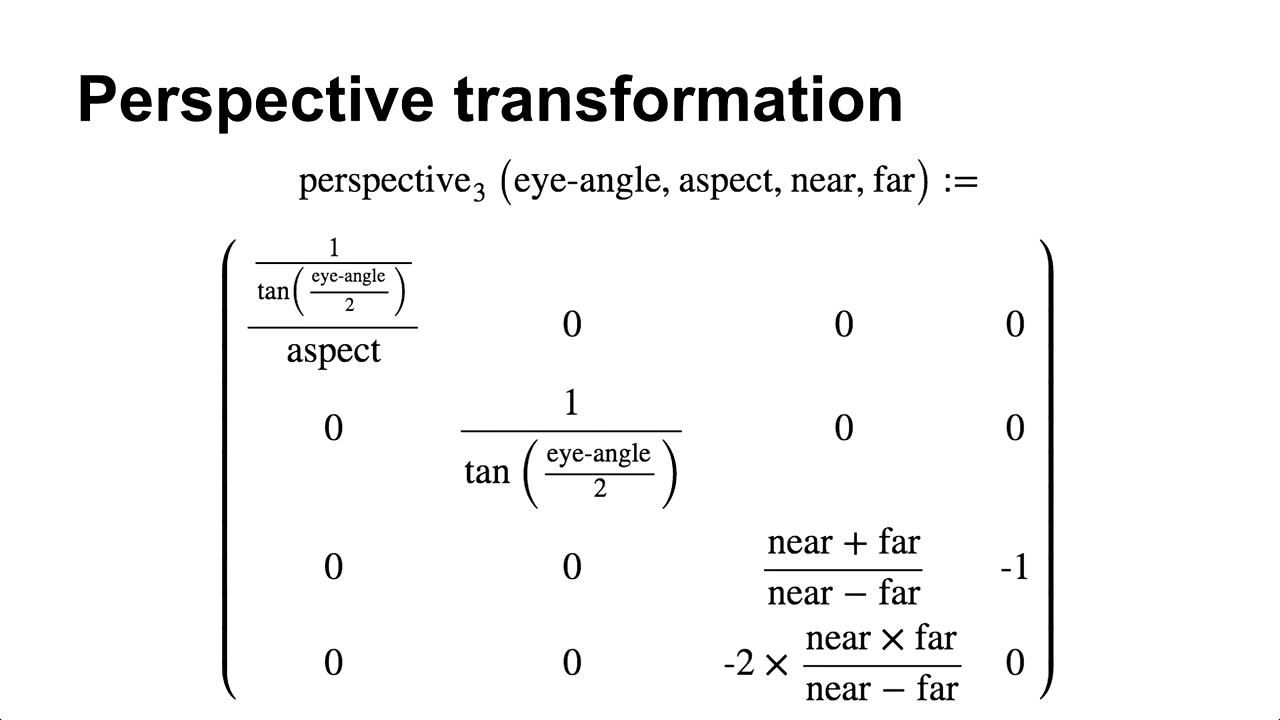 Perspective transformation
perspective₃ (eye-angle, aspect, near, far) :=
1
tan(eye-angle
2)
aspect
0 0 0
0 1
tan (eye-angle
2)
0 0
0 0 near + far
near − far
-1
0 0 -2 × near × far
near − far
0